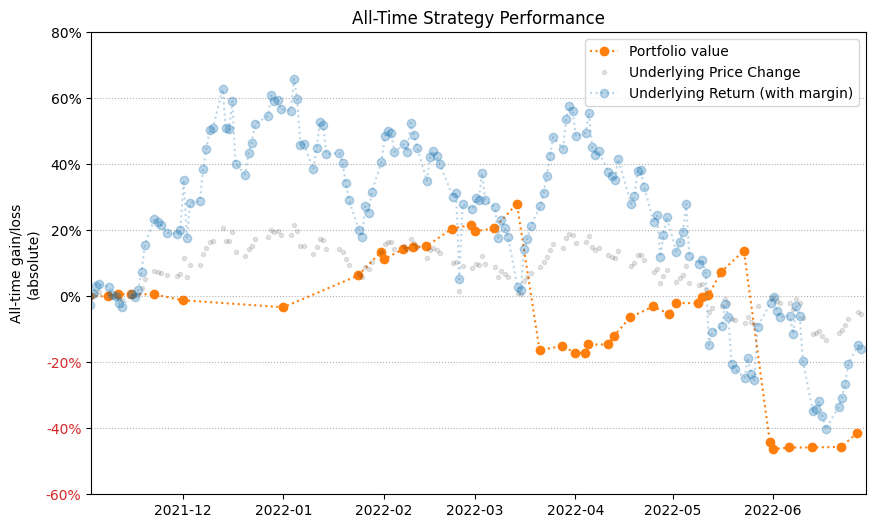 All-Time Strategy Performance
80%
60%
40%
20%
0%
-20%
-40%
-60%
All-time gain/loss
(absolute)
Portfolio value
Underlying Price Change
Underlying Return (with margin)
2021-12
2022-01
2022-02
2022-03
2022-04
2022-05
2022-06